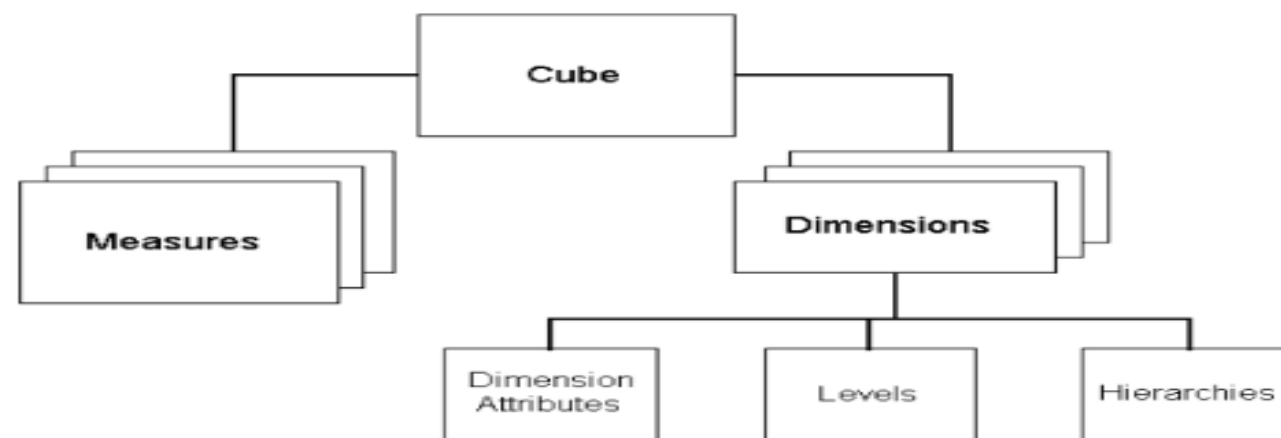 Cube
Measures
Dimensions
Dimension
Attributes
Levels
Hierarchies